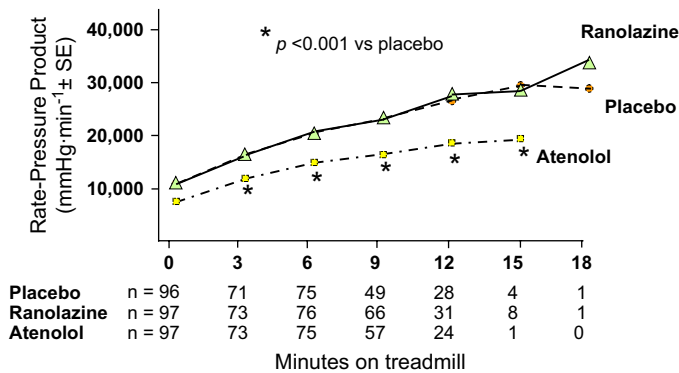 40,000
30,000
20,000
10,000
Rate-Pressure Product
(mmHg·min-1± SE)
* p <0.001 vs placebo
Ranolazine
Placebo
Atenolol
* * * * *
0 3 6 9 12 15 18
Placebo n = 96 71 75 49 28 4 1
Ranolazine n = 97 73 76 66 31 8 1
Atenolol n = 97 73 75 57 24 1 0
Minutes on treadmill